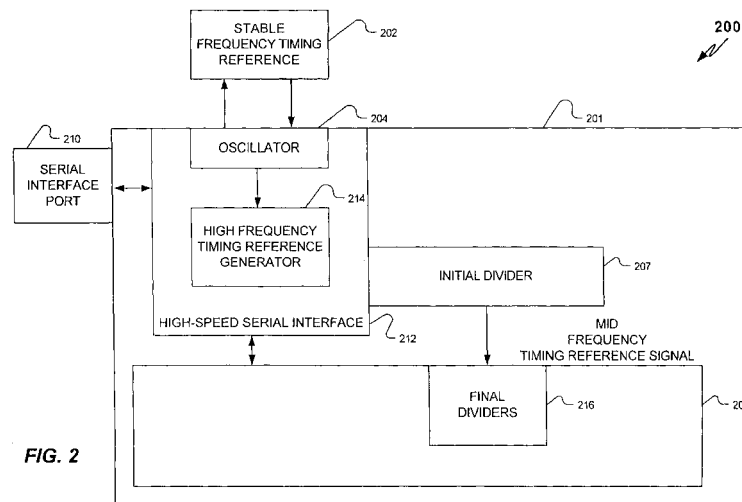 200
STABLE
FREQUENCY TIMING
REFERENCE
202
204
201
210
SERIAL
INTERFACE
PORT
OSCILLATOR
214
HIGH FREQUENCY
TIMING REFERENCE
GENERATOR
INITIAL DIVIDER
207
HIGH-SPEED SERIAL INTERFACE
212
MID
FREQUENCY
TIMING REFERENCE SIGNAL
FINAL
DIVIDERS
216
FIG. 2